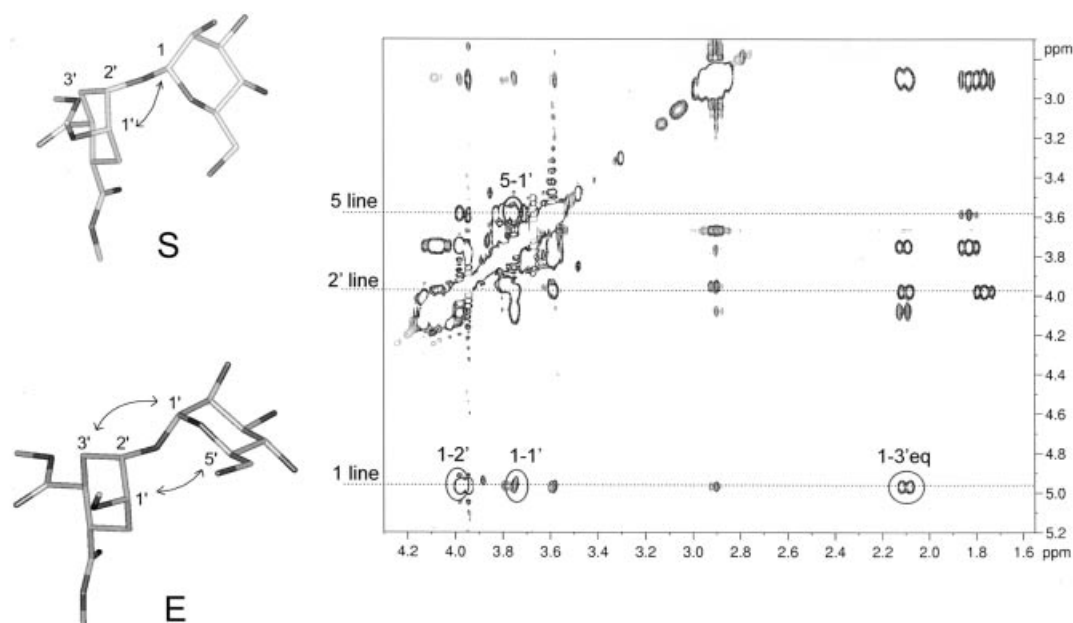 1
2'
3'
1'
S
1'
3'
2'
5'
1'
E
ppm
3.0
3.2
3.4
5-1'
5 line
3.6
3.8
2' line
4.0
4.2
4.4
4.6
4.8
1-2' 1-1' 1-3'eq
1 line
5.0
5.2
4.2 4.0 3.8 3.6 3.4 3.2 3.0 2.8 2.6 2.4 2.2 2.0 1.8 1.6 ppm